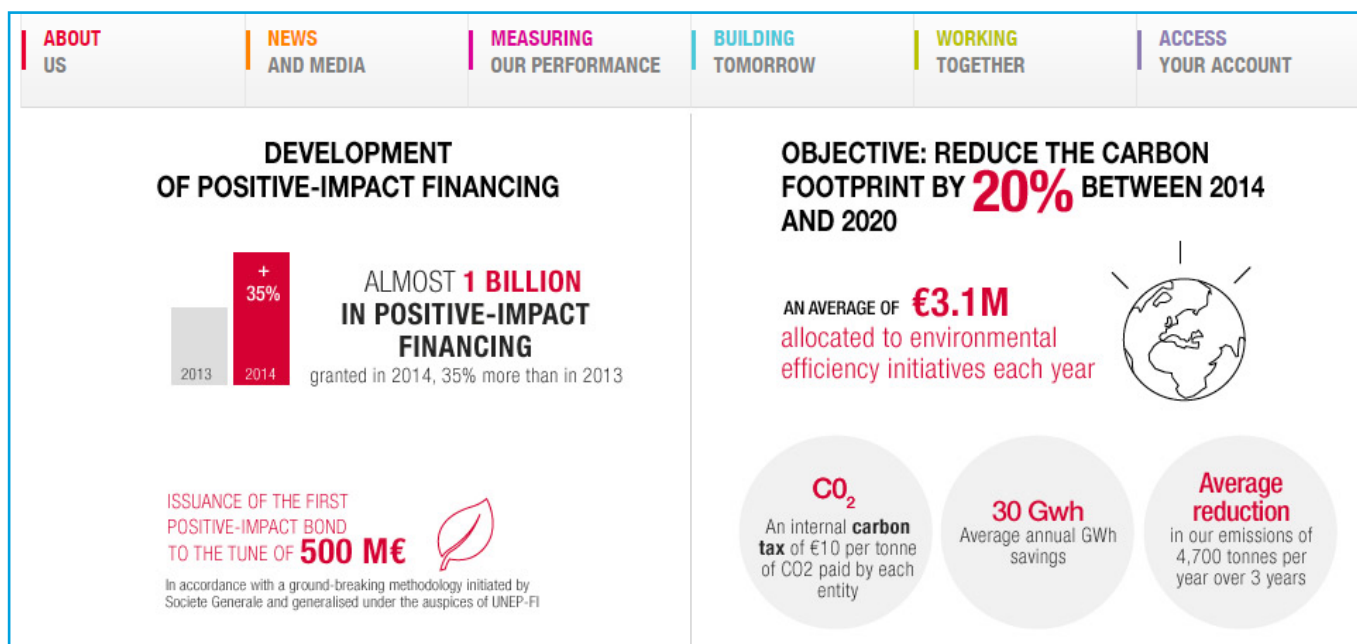 ABOUT
US
NEWS
AND MEDIA
MEASURING
OUR PERFORMANCE
BUILDING
TOMORROW
WORKING
TOGETHER
ACCESS
YOUR ACCOUNT
DEVELOPMENT
OF POSITIVE-IMPACT FINANCING
+
35%
2013
2014
ALMOST 1 BILLION
IN POSITIVE-IMPACT
FINANCING
granted in 2014, 35% more than in 2013
ISSUANCE OF THE FIRST
POSITIVE-IMPACT BOND
TO THE TUNE OF 500 M€
In accordance with a ground-breaking methodology initiated by
Societe Generale and generalised under the auspices of UNEP-FI
OBJECTIVE: REDUCE THE CARBON
FOOTPRINT BY 20% BETWEEN 2014
AND 2020
AN AVERAGE OF €3.1M
allocated to environmental
efficiency initiatives each year
CO₂
An internal carbon
tax of €10 per tonne
of CO2 paid by each
entity
30 Gwh
Average annual GWh
savings
Average
reduction
in our emissions of
4,700 tonnes per
year over 3 years